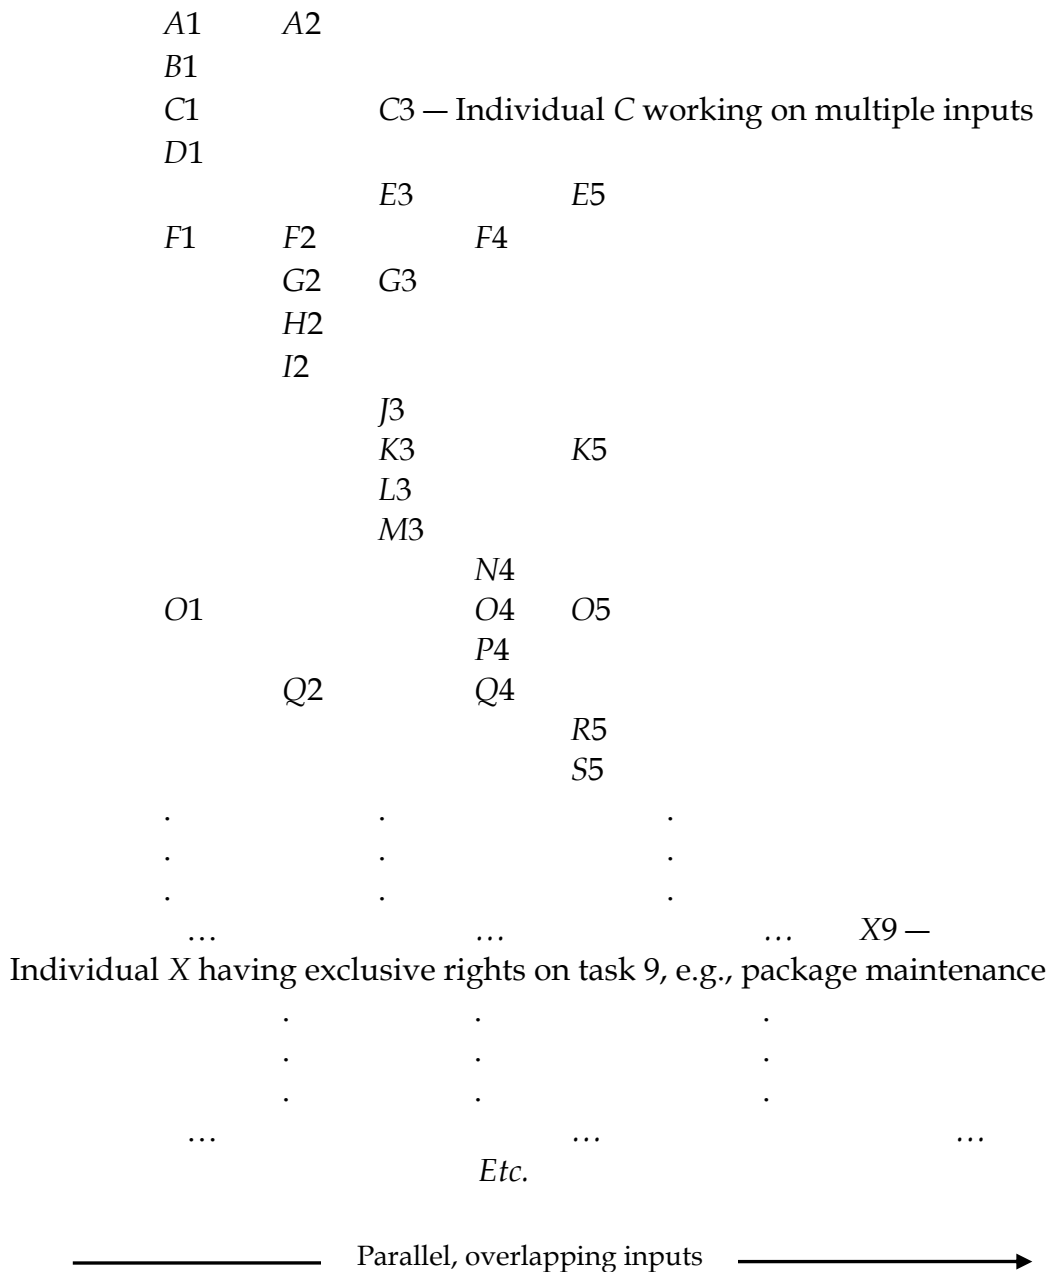 A1 A2
B1
C1 C3 — Individual C working on multiple inputs
D1
E3 E5
F1 F2 F4
G2 G3
H2
I2
J3
K3 K5
L3
M3
N4
O1 O4 O5
P4
Q2 Q4
R5
S5
. . .
. . .
. . .
… … … X9 —
Individual X having exclusive rights on task 9, e.g., package maintenance
. . .
. . .
. . .
… … …
Etc.
Parallel, overlapping inputs